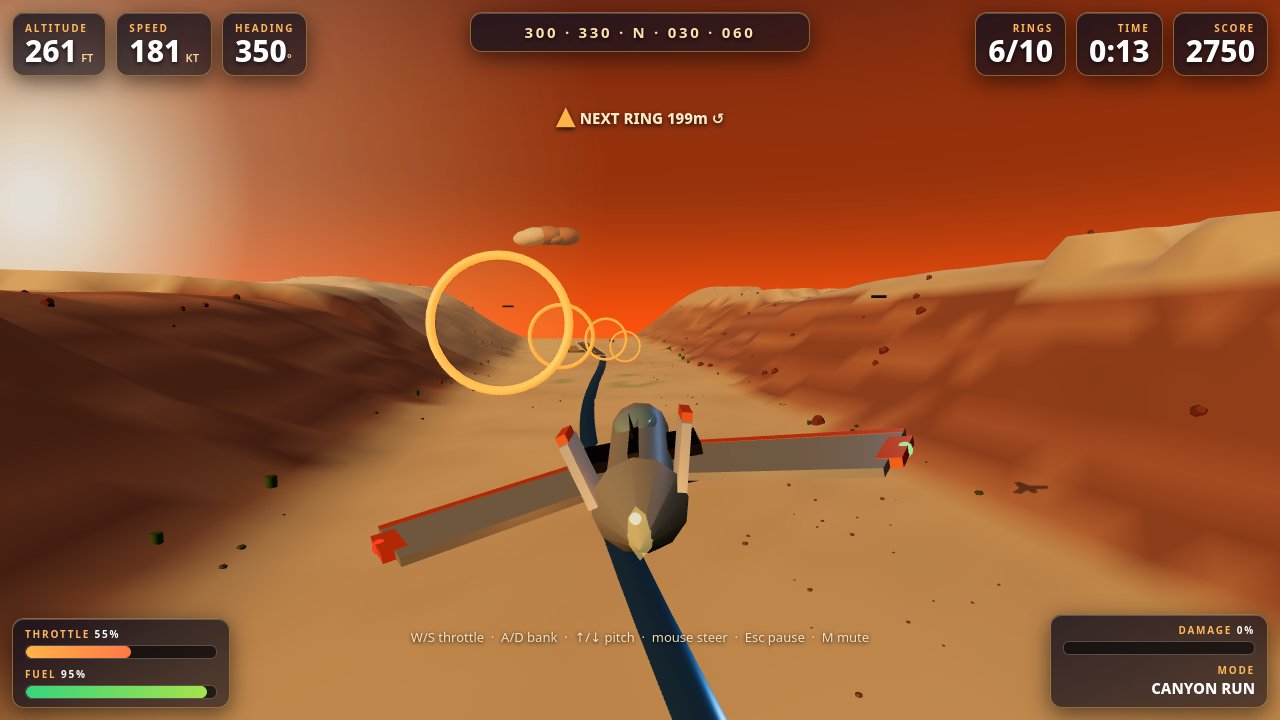 ALTITUDE
261 FT
SPEED
181 KT
HEADING
350°
300 · 330 · N · 030 · 060
RINGS
6/10
TIME
0:13
SCORE
2750
NEXT RING 199m ↺
W/S throttle · A/D bank · ↑/↓ pitch · mouse steer · Esc pause · M mute
THROTTLE 55%
FUEL 95%
DAMAGE 0%
MODE
CANYON RUN